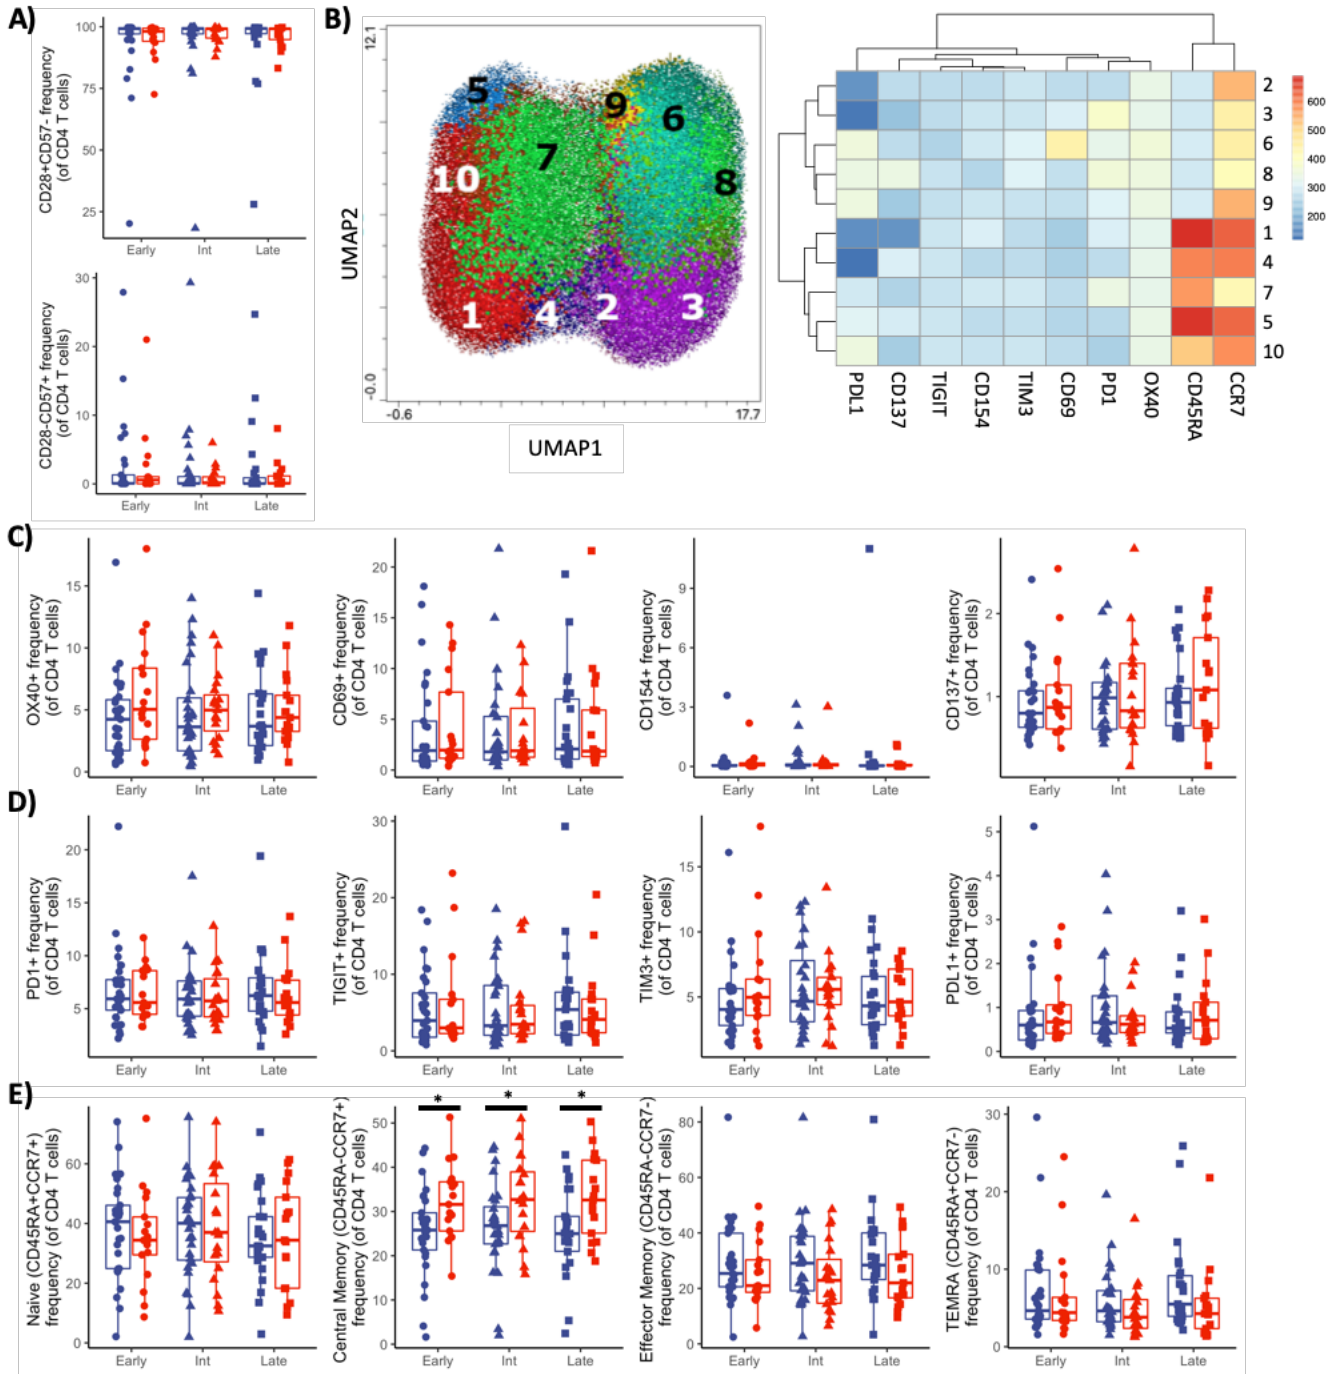 A)
CD28+CD57- frequency
(of CD4 T cells)
100
75
50
25
Early
Int
Late
CD28-CD57+ frequency
(of CD4 T cells)
30
20
10
0
Early
Int
Late
B)
12.1
-0.0
-0.6
17.7
UMAP2
UMAP1
5
9
6
7
10
8
1
4
2
3
2
3
6
8
9
1
4
7
5
10
PDL1
CD137
TIGIT
CD154
TIM3
CD69
PD1
OX40
CD45RA
CCR7
600
500
400
300
200
C)
OX40+ frequency
(of CD4 T cells)
15
10
5
0
Early
Int
Late
CD69+ frequency
(of CD4 T cells)
20
15
10
5
0
Early
Int
Late
CD154+ frequency
(of CD4 T cells)
9
6
3
0
Early
Int
Late
CD137+ frequency
(of CD4 T cells)
2
1
Early
Int
Late
D)
PD1+ frequency
(of CD4 T cells)
20
15
10
5
Early
Int
Late
TIGIT+ frequency
(of CD4 T cells)
30
20
10
0
Early
Int
Late
TIM3+ frequency
(of CD4 T cells)
15
10
5
Early
Int
Late
PDL1+ frequency
(of CD4 T cells)
5
4
3
2
1
0
Early
Int
Late
E)
Naive (CD45RA+CCR7+)
frequency (of CD4 T cells)
60
40
20
0
Early
Int
Late
Central Memory (CD45RA-CCR7+)
frequency (of CD4 T cells)
50
40
30
20
10
0
*
*
*
Early
Int
Late
Effector Memory (CD45RA-CCR7-)
frequency (of CD4 T cells)
80
60
40
20
0
Early
Int
Late
TEMRA (CD45RA+CCR7-)
frequency (of CD4 T cells)
30
20
10
0
Early
Int
Late